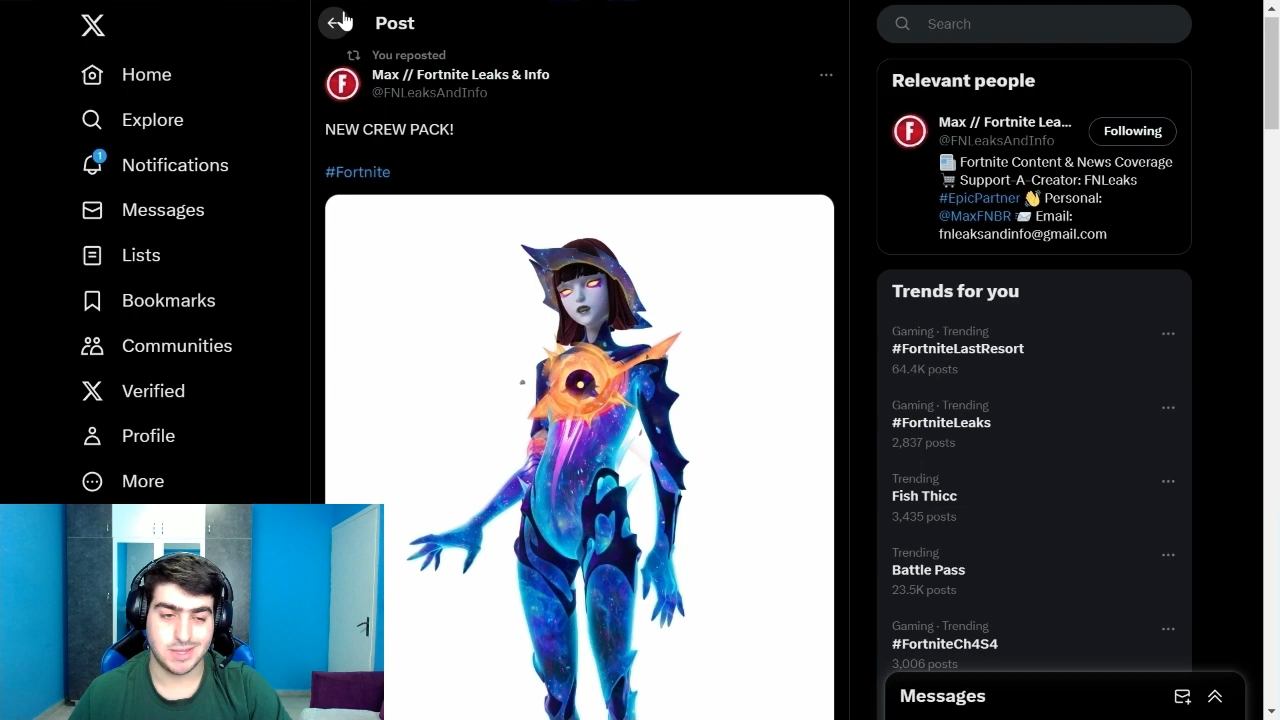 Home
Explore
1
Notifications
Messages
Lists
Bookmarks
Communities
Verified
Profile
More
Post
You reposted
Max // Fortnite Leaks & Info
@FNLeaksAndInfo
NEW CREW PACK!
#Fortnite
Search
Relevant people
Max // Fortnite Lea...
@FNLeaksAndInfo
Following
Fortnite Content & News Coverage
Support-A-Creator: FNLeaks
#EpicPartner Personal:
@MaxFNBR Email:
fnleaksandinfo@gmail.com
Trends for you
Gaming · Trending
#FortniteLastResort
64.4K posts
Gaming · Trending
#FortniteLeaks
2,837 posts
Trending
Fish Thicc
3,435 posts
Trending
Battle Pass
23.5K posts
Gaming · Trending
#FortniteCh4S4
3,006 posts
Messages